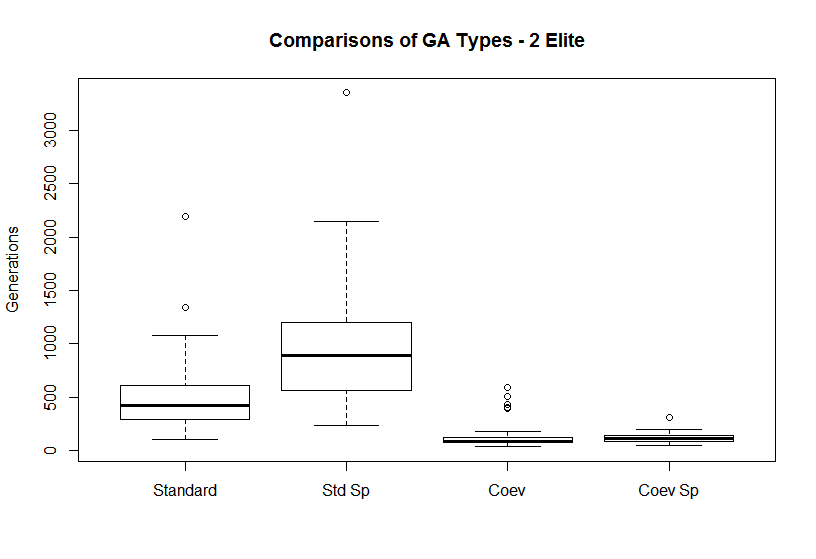 Comparisons of GA Types - 2 Elite
Generations
3000
2500
2000
1500
1000
500
0
Standard Std Sp Coev Coev Sp